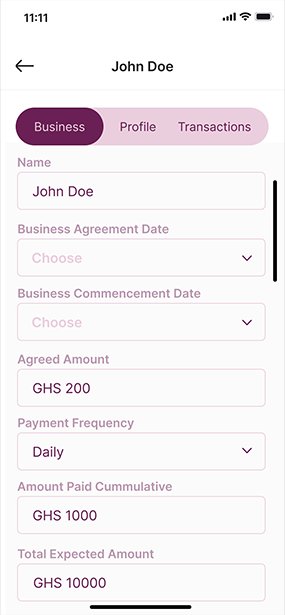 11:11
John Doe
Business Profile Transactions
Name
John Doe
Business Agreement Date
Choose
Business Commencement Date
Choose
Agreed Amount
GHS 200
Payment Frequency
Daily
Amount Paid Cummulative
GHS 1000
Total Expected Amount
GHS 10000